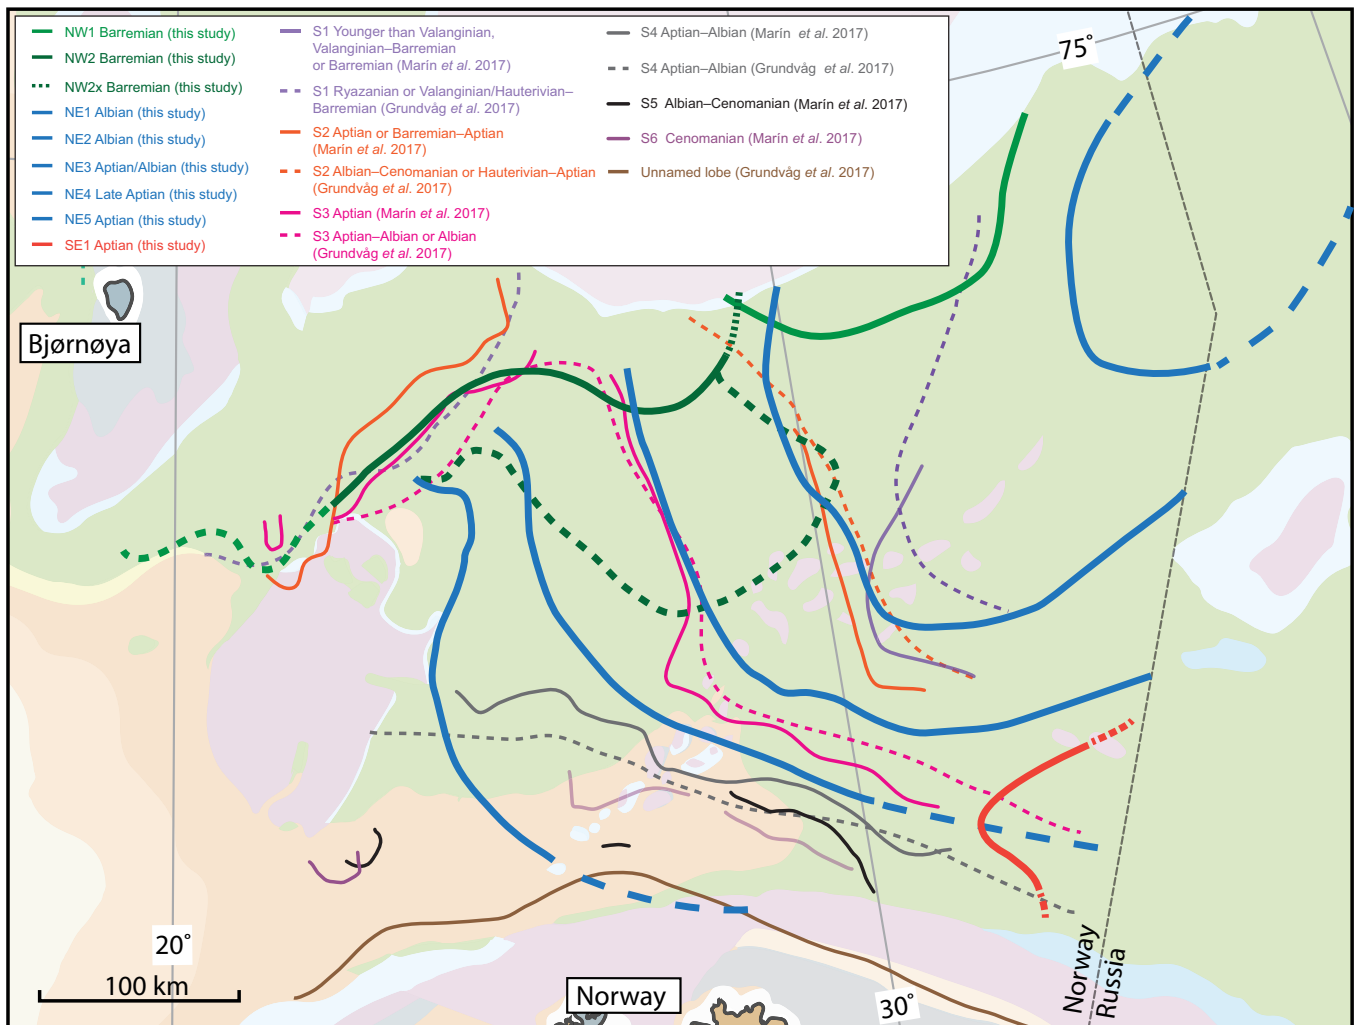 NW1 Barremian (this study)
NW2 Barremian (this study)
NW2x Barremian (this study)
NE1 Albian (this study)
NE2 Albian (this study)
NE3 Aptian/Albian (this study)
NE4 Late Aptian (this study)
NE5 Aptian (this study)
SE1 Aptian (this study)
S1 Younger than Valanginian,
Valanginian–Barremian
or Barremian (Marín et al. 2017)
S1 Ryazanian or Valanginian/Hauterivian–
Barremian (Grundvåg et al. 2017)
S2 Aptian or Barremian–Aptian
(Marín et al. 2017)
S2 Albian–Cenomanian or Hauterivian–Aptian
(Grundvåg et al. 2017)
S3 Aptian (Marín et al. 2017)
S3 Aptian–Albian or Albian
(Grundvåg et al. 2017)
S4 Aptian–Albian (Marín et al. 2017)
S4 Aptian–Albian (Grundvåg et al. 2017)
S5 Albian–Cenomanian (Marín et al. 2017)
S6 Cenomanian (Marín et al. 2017)
Unnamed lobe (Grundvåg et al. 2017)
75°
Bjørnøya
20°
100 km
Norway
30°
Norway
Russia